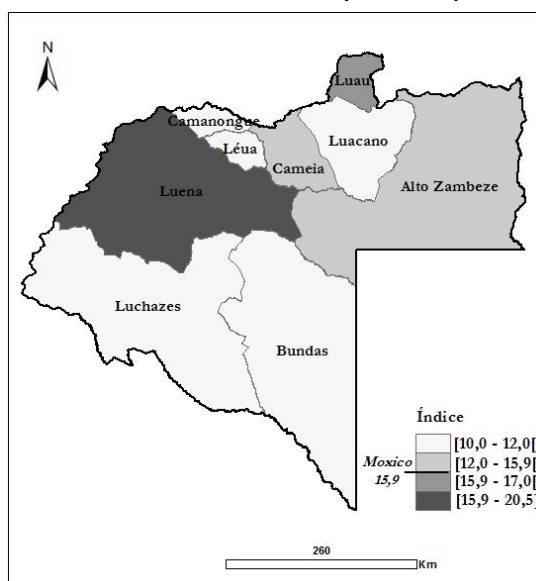 N
Luau
Camanongue
Luacano
Léua
Cameia
Alto Zambeze
Luena
Luchazes
Bundas
Índice
[10,0 - 12,0[
[12,0 - 15,9[
Moxico
15,9
[15,9 - 17,0[
[15,9 - 20,5]
260
Km